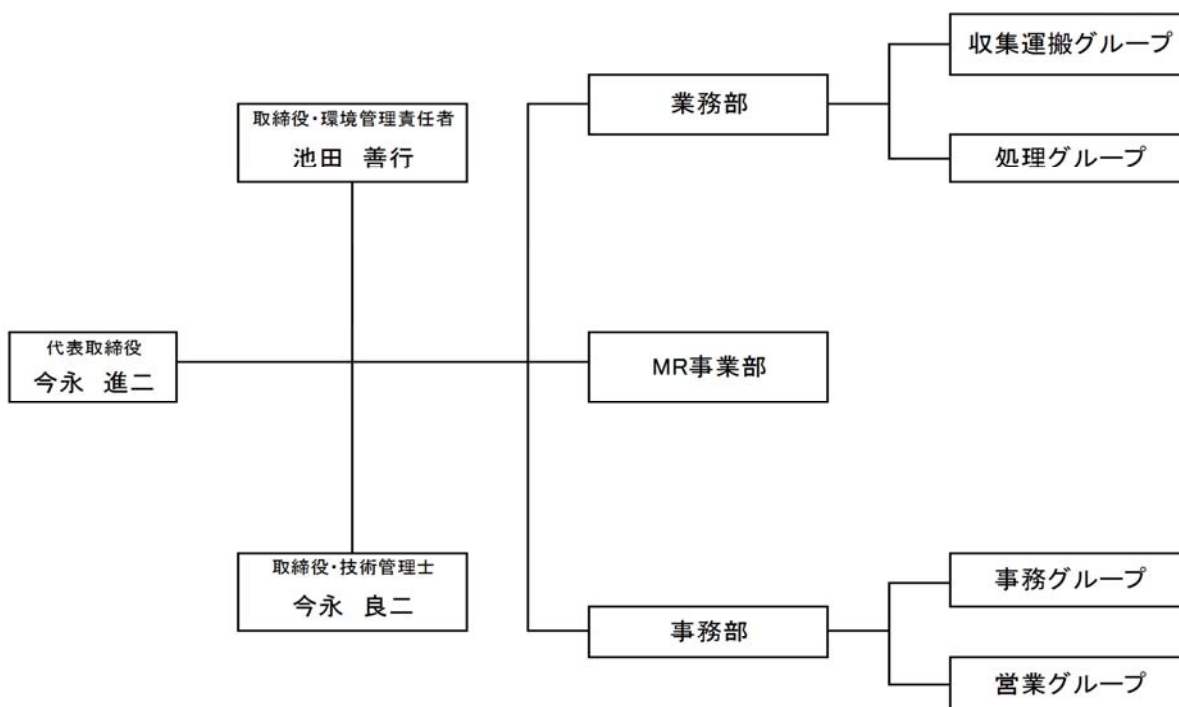 代表取締役
今永 進二
取締役・環境管理責任者
池田 善行
取締役・技術管理士
今永 良二
業務部
収集運搬グループ
処理グループ
MR事業部
事務部
事務グループ
営業グループ